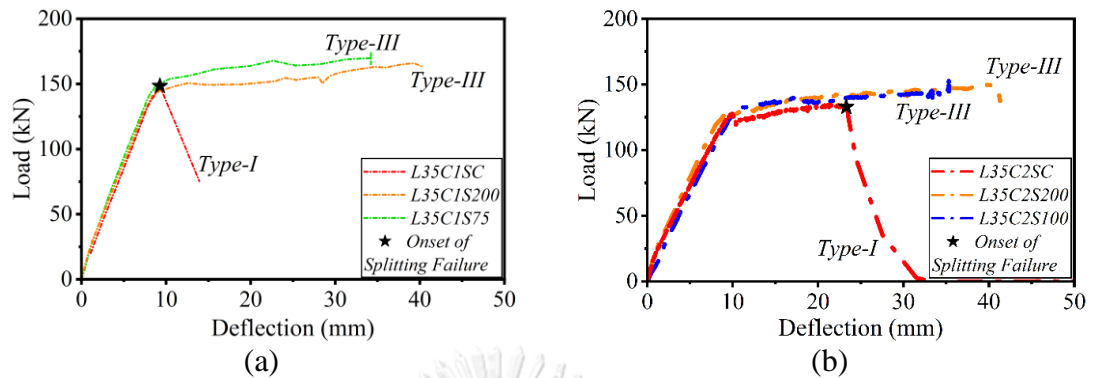 200
150
100
50
0
Load (kN)
Type-III
Type-III
Type-I
L35C1SC
L35C1S200
L35C1S75
Onset of
Splitting Failure
0 10 20 30 40 50
Deflection (mm)
(a)
200
150
100
50
0
Load (kN)
Type-III
Type-III
Type-I
L35C2SC
L35C2S200
L35C2S100
Onset of
Splitting Failure
0 10 20 30 40 50
Deflection (mm)
(b)